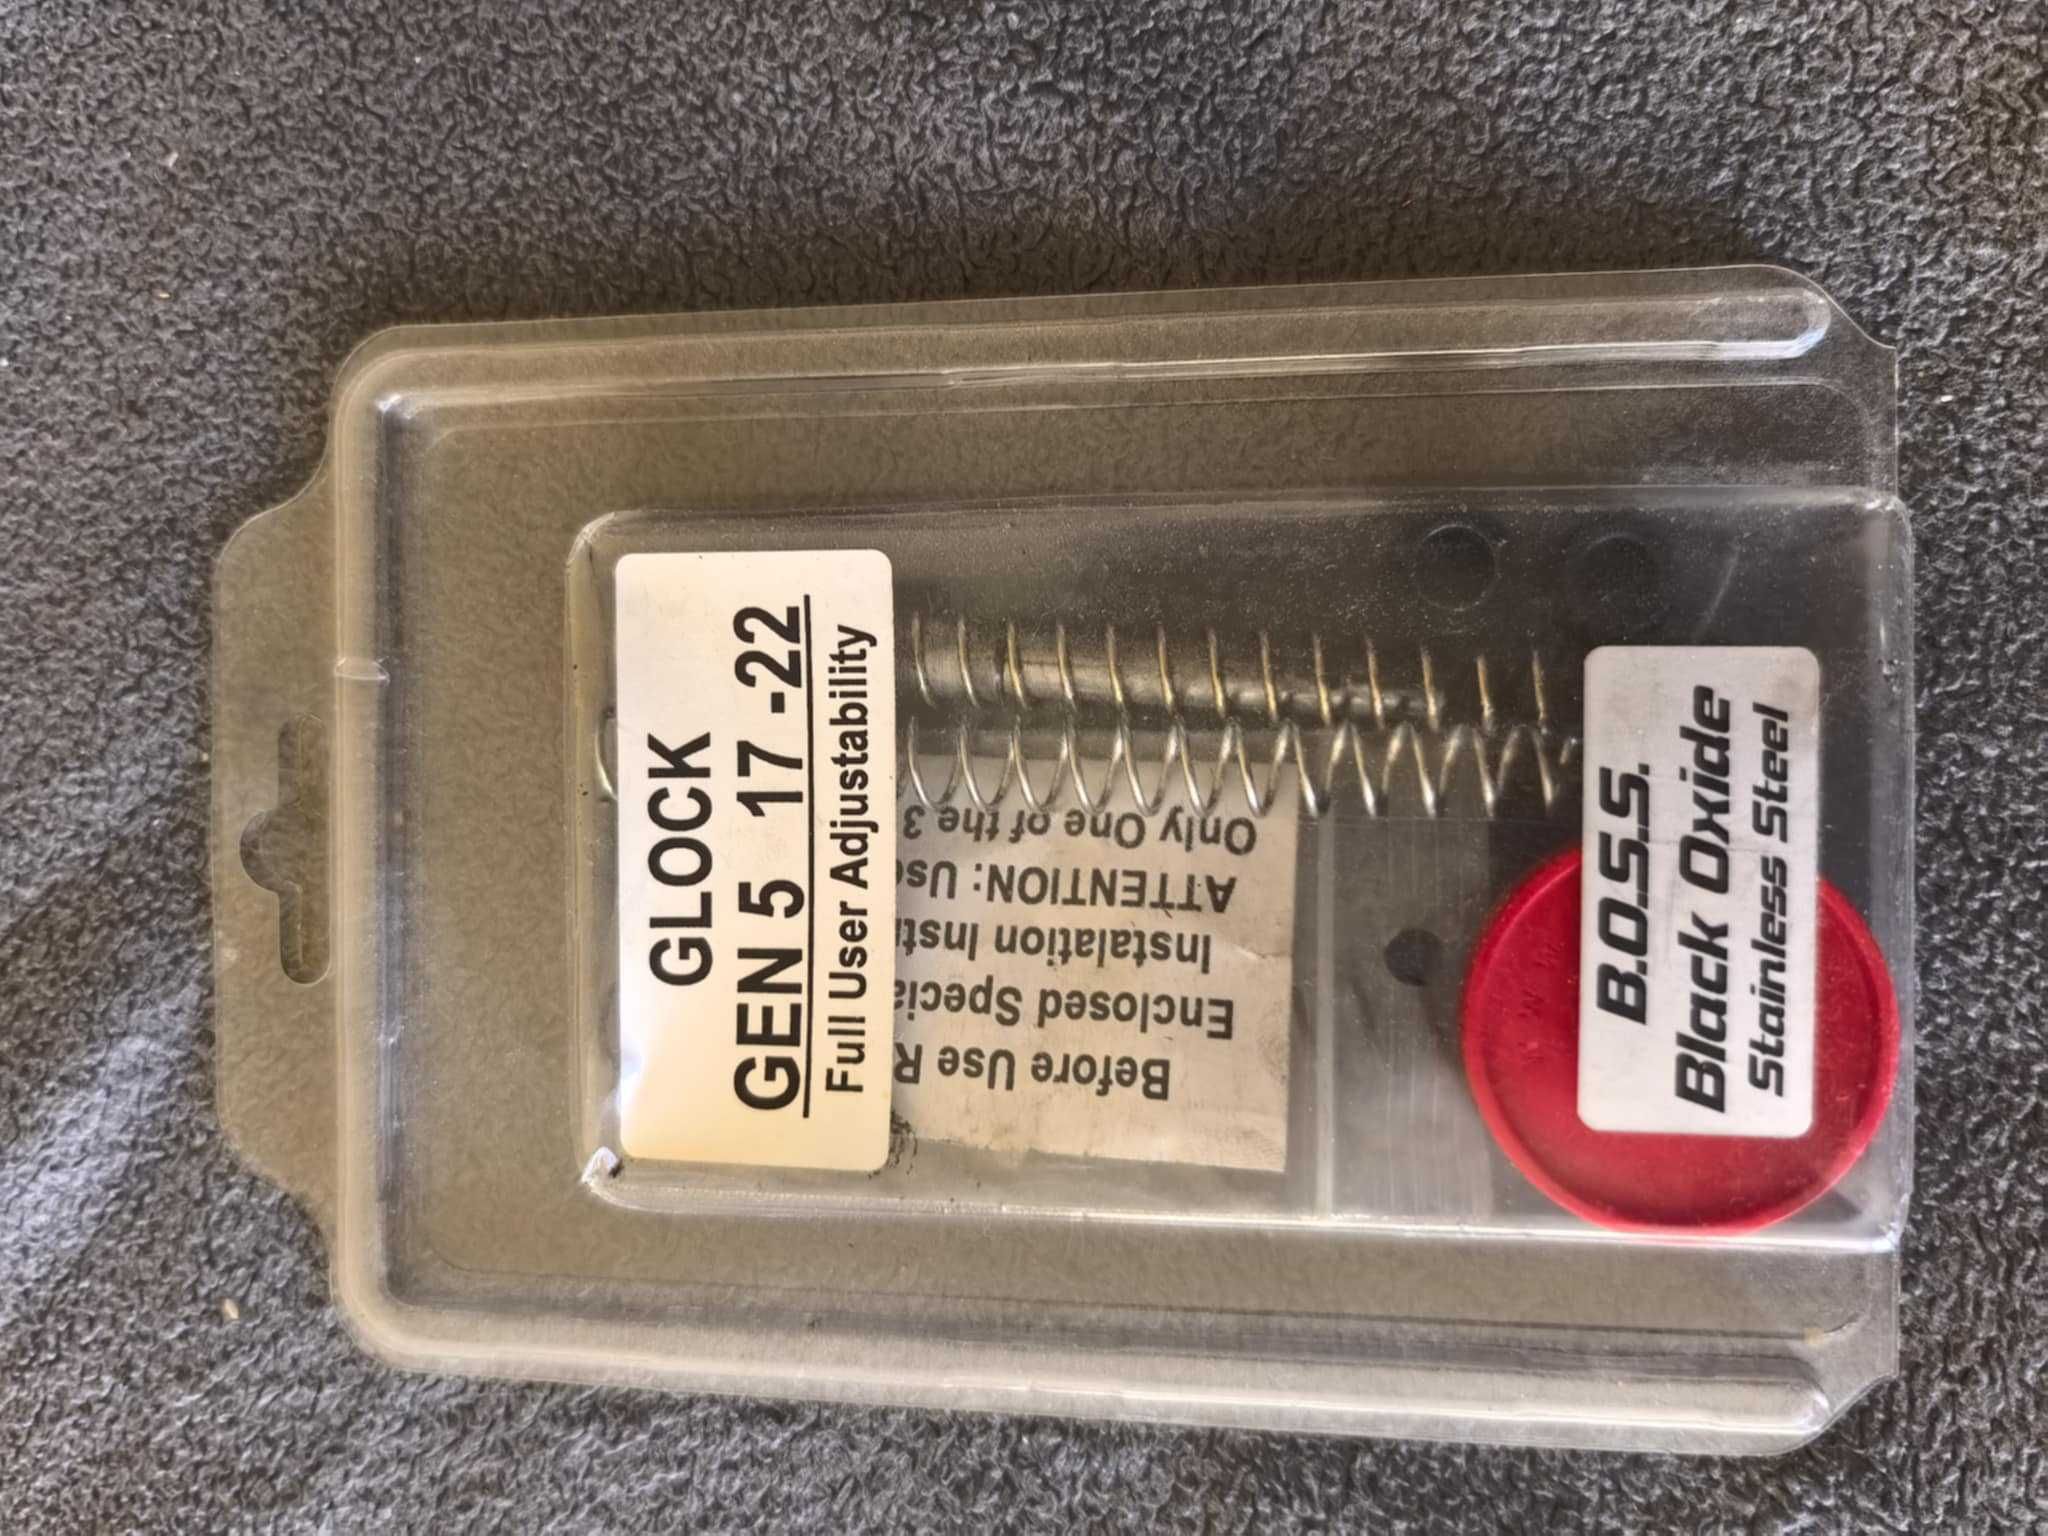 GLOCK
GEN 5 17 -22
Full User Adjustability
Before Use R
Enclosed Specia
Instalation Inst
ATTENTION: Use
Only One of the 3
B.O.S.S.
Black Oxide
Stainless Steel